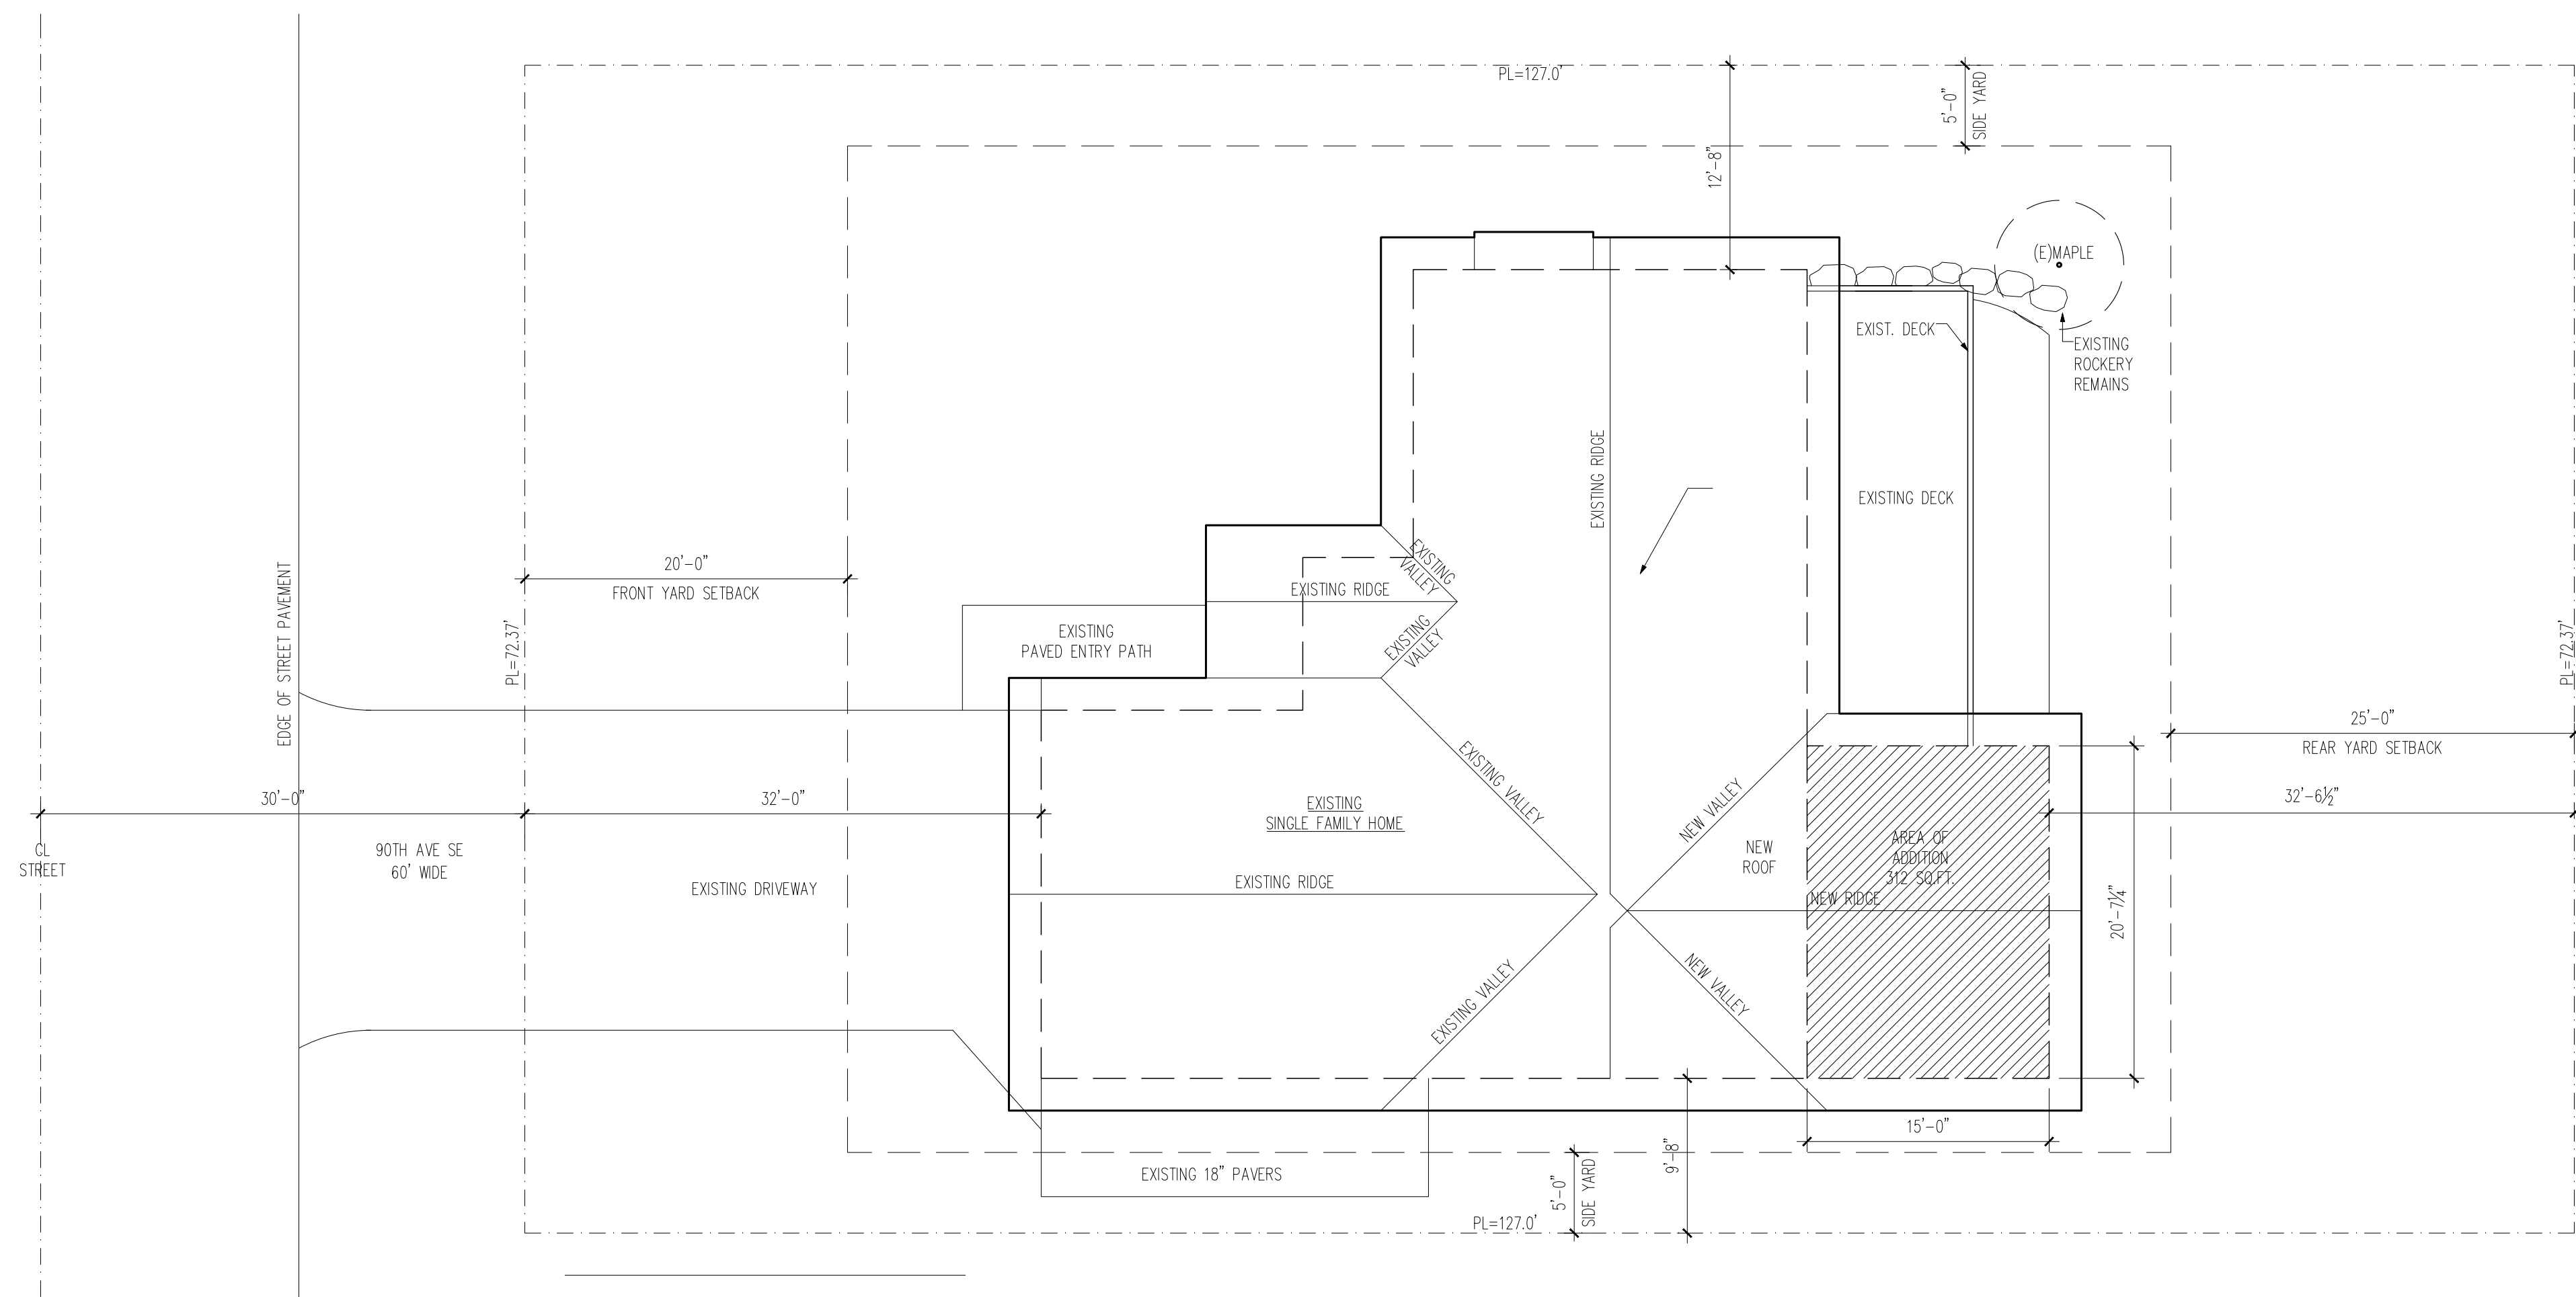 PL=127.0'
5'-0"
SIDE YARD
12'-8"
(E)MAPLE
EXIST. DECK
EXISTING
ROCKERY
REMAINS
EXISTING RIDGE
EXISTING DECK
EXISTING
VALLEY
20'-0"
FRONT YARD SETBACK
EXISTING RIDGE
EDGE OF STREET PAVEMENT
PL=72.37'
EXISTING
PAVED ENTRY PATH
EXISTING
VALLEY
PL=72.37'
25'-0"
REAR YARD SETBACK
EXISTING VALLEY
NEW VALLEY
30'-0"
32'-0"
EXISTING
SINGLE FAMILY HOME
32'-6½"
CL
STREET
90TH AVE SE
60' WIDE
NEW
ROOF
AREA OF
ADDITION
312 SQ.FT.
EXISTING DRIVEWAY
EXISTING RIDGE
NEW RIDGE
20'-7¼"
EXISTING VALLEY
NEW VALLEY
15'-0"
EXISTING 18" PAVERS
9'-8"
5'-0"
SIDE YARD
PL=127.0'